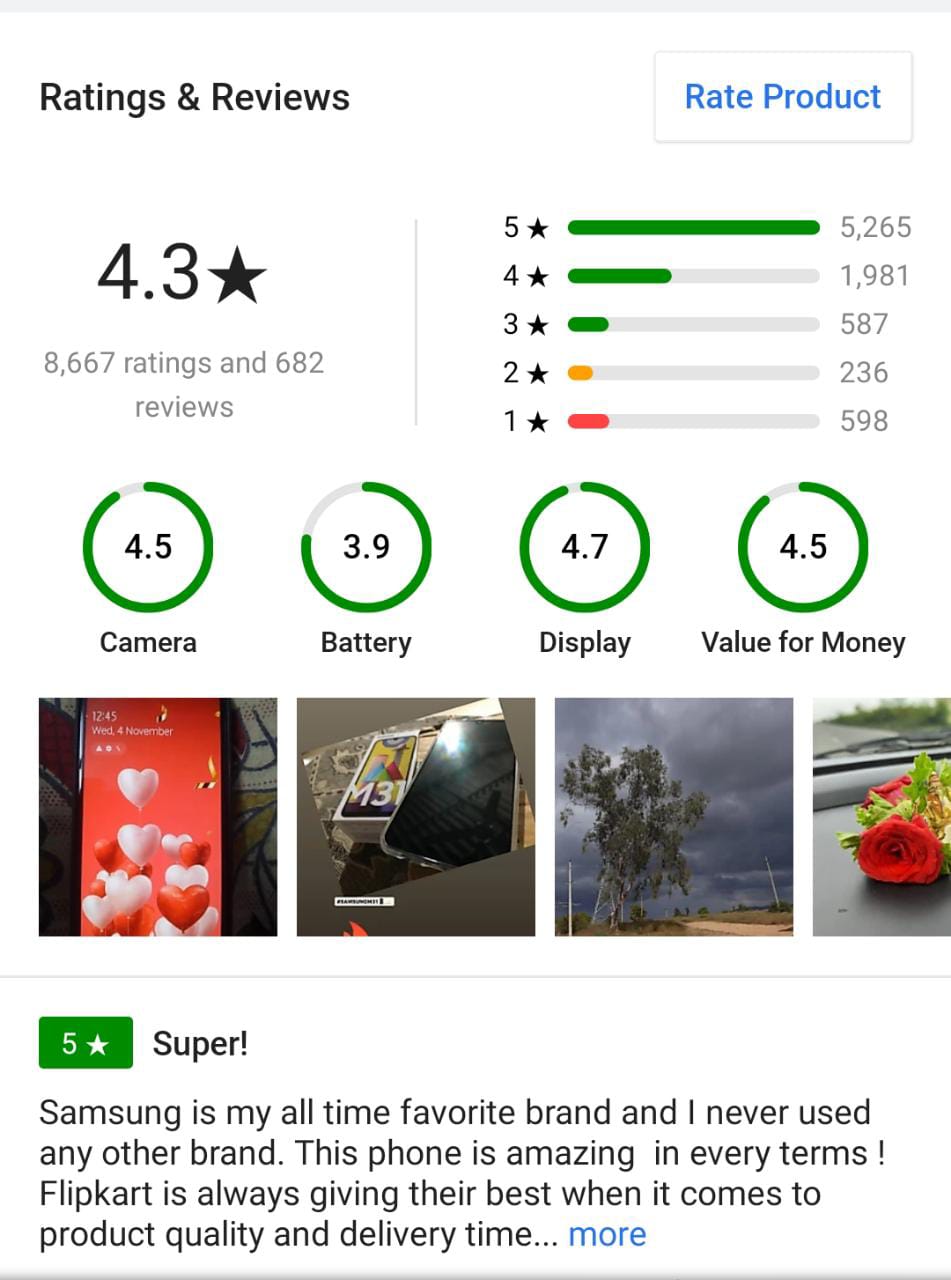 Ratings & Reviews
Rate Product
4.3★
8,667 ratings and 682
reviews
5 ★ 5,265
4 ★ 1,981
3 ★ 587
2 ★ 236
1 ★ 598
4.5
Camera
3.9
Battery
4.7
Display
4.5
Value for Money
12:45
Wed, 4 November
M31
#SAMSUNGM31
5 ★ Super!
Samsung is my all time favorite brand and I never used
any other brand. This phone is amazing  in every terms !
Flipkart is always giving their best when it comes to
product quality and delivery time... more